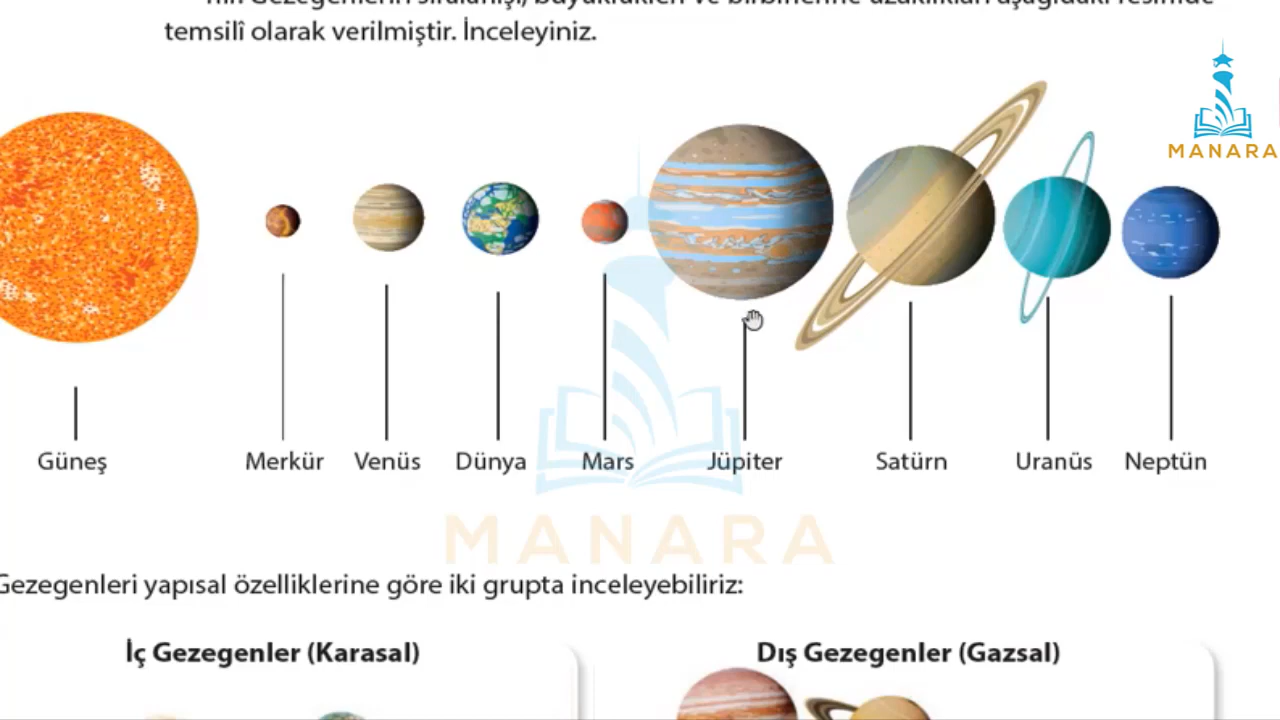 temsilî olarak verilmiştir. İnceleyiniz.
MANARA
Güneş
Merkür
Venüs
Dünya
Mars
Jüpiter
Satürn
Uranüs
Neptün
MANARA
Gezegenleri yapısal özelliklerine göre iki grupta inceleyebiliriz:
İç Gezegenler (Karasal)
Dış Gezegenler (Gazsal)